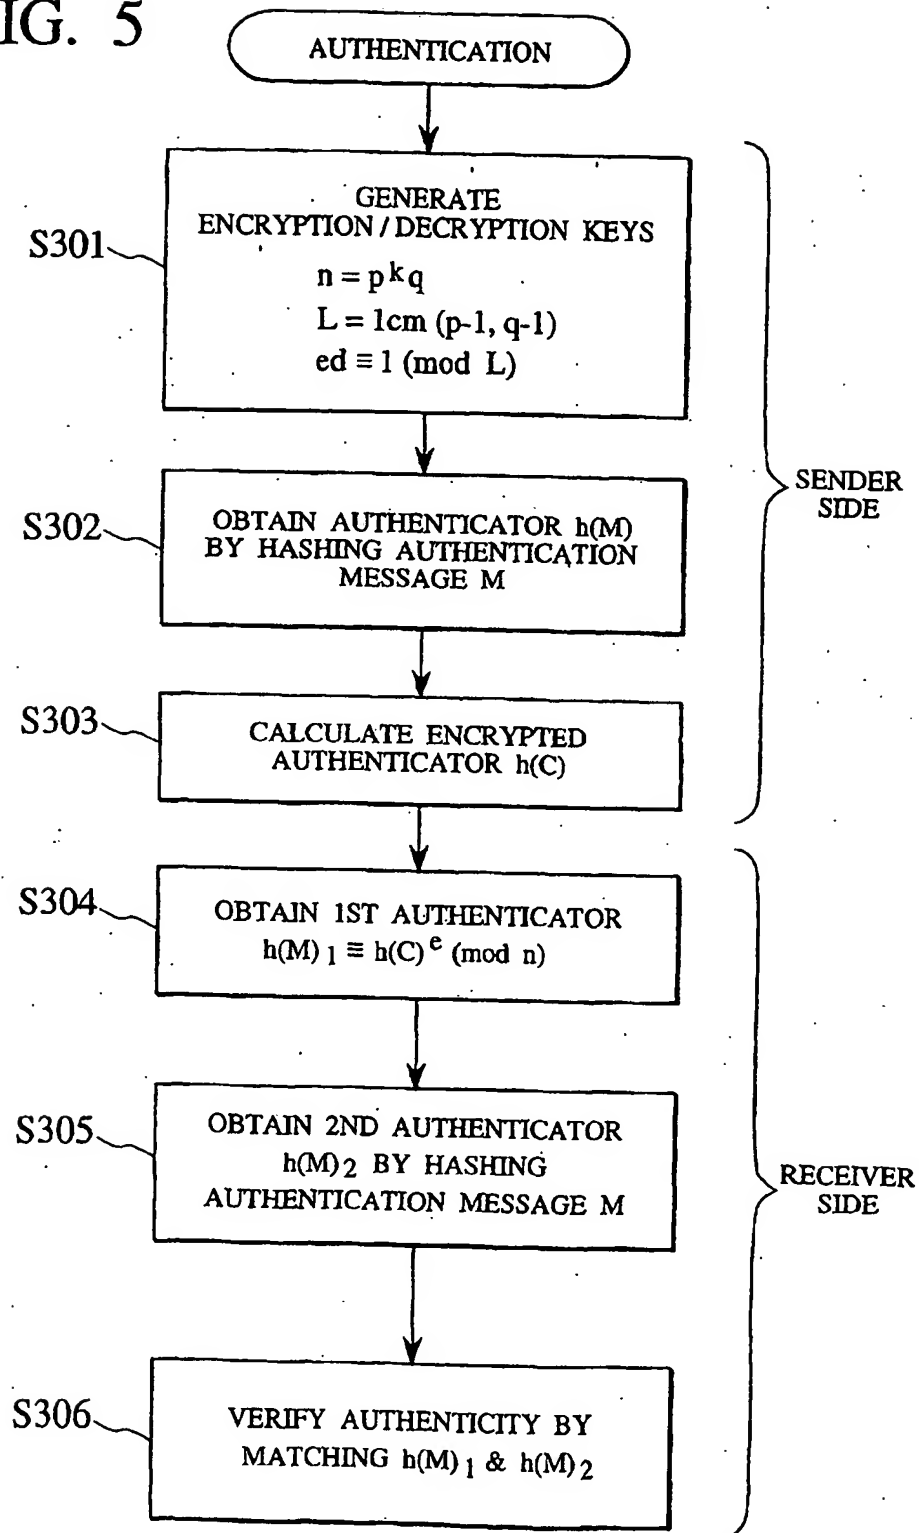 IG. 5
AUTHENTICATION
S301
GENERATE
ENCRYPTION / DECRYPTION KEYS
n = p^k q
L = 1cm (p-1, q-1)
ed ≡ 1 (mod L)
S302
OBTAIN AUTHENTICATOR h(M)
BY HASHING AUTHENTICATION
MESSAGE M
S303
CALCULATE ENCRYPTED
AUTHENTICATOR h(C)
SENDER
SIDE
S304
OBTAIN 1ST AUTHENTICATOR
h(M)₁ ≡ h(C)^e (mod n)
S305
OBTAIN 2ND AUTHENTICATOR
h(M)₂ BY HASHING
AUTHENTICATION MESSAGE M
S306
VERIFY AUTHENTICITY BY
MATCHING h(M)₁ & h(M)₂
RECEIVER
SIDE